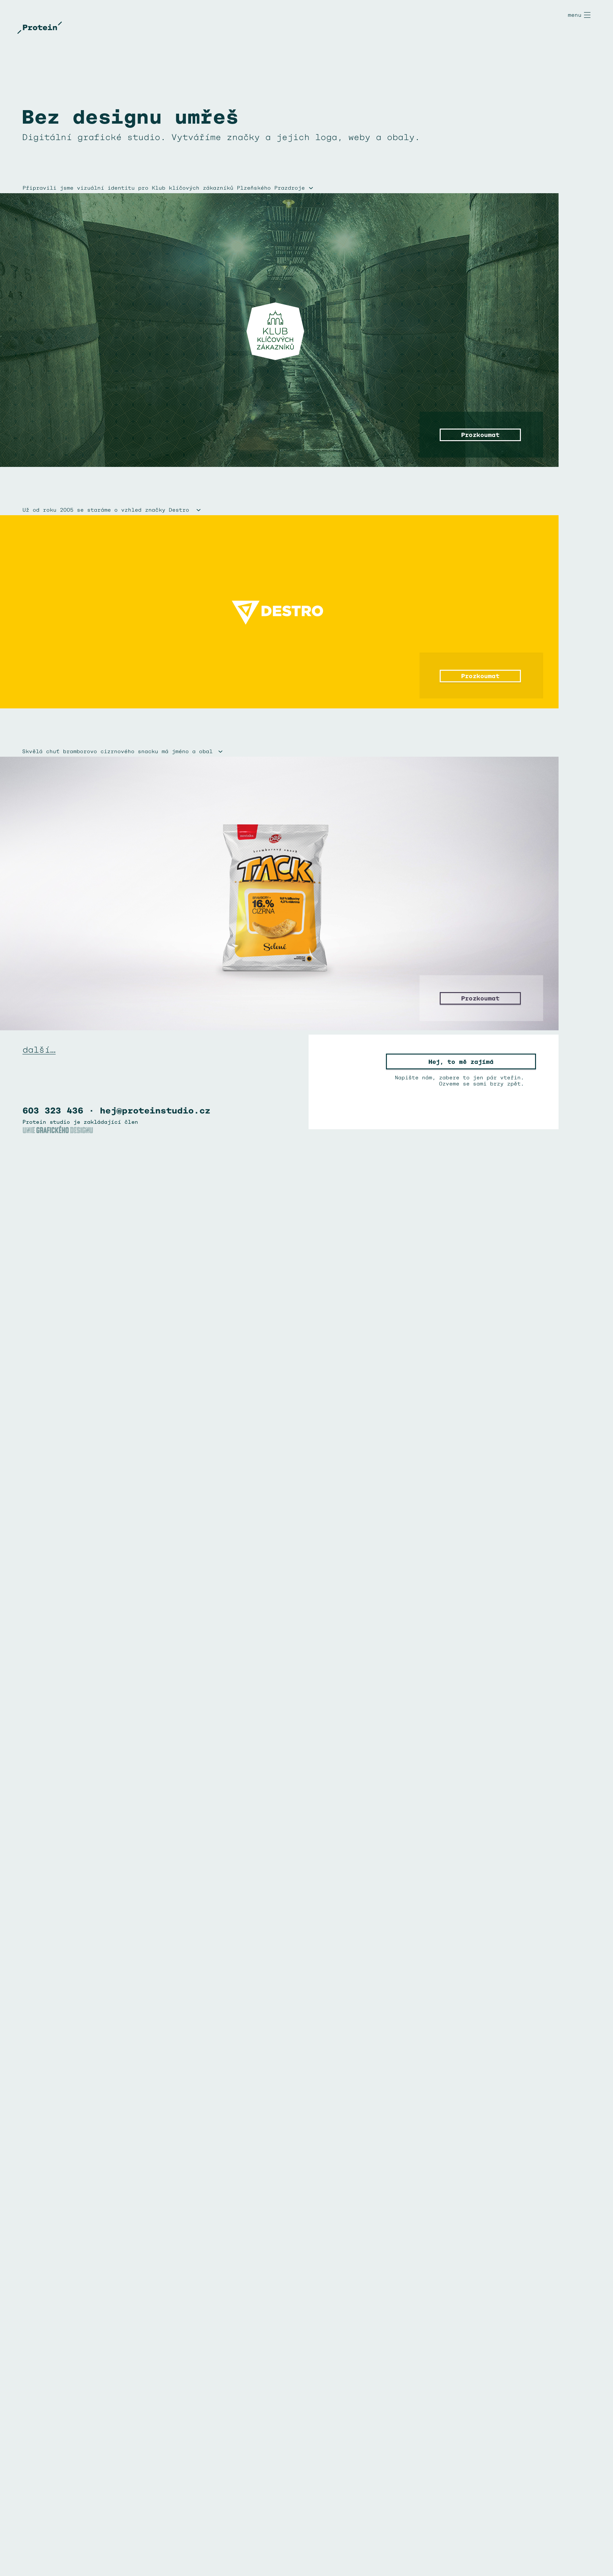 Protein
menu
Bez designu umřeš
Digitální grafické studio. Vytváříme značky a jejich loga, weby a obaly.
Připravili jsme vizuální identitu pro Klub klíčových zákazníků Plzeňského Prazdroje
KLUB
KLÍČOVÝCH
ZÁKAZNÍKŮ
Prozkoumat
Už od roku 2005 se staráme o vzhled značky Destro
DESTRO
Prozkoumat
Skvělá chuť bramborovo cizrnového snacku má jméno a obal
TACK
16%
CIZRNA
Solené
Prozkoumat
další…
Hej, to mě zajímá
Napište nám, zabere to jen pár vteřin.
Ozveme se sami brzy zpět.
603 323 436 · hej@proteinstudio.cz
Protein studio je zakládající člen
UNIE GRAFICKÉHO DESIGNU